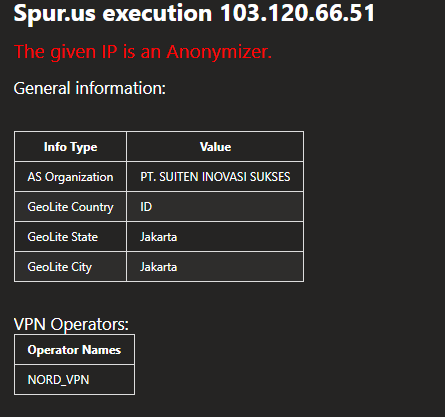 Spur.us execution 103.120.66.51
The given IP is an Anonymizer.
General information:
Info Type Value
AS Organization PT. SUITEN INOVASI SUKSES
GeoLite Country ID
GeoLite State Jakarta
GeoLite City Jakarta
VPN Operators:
Operator Names
NORD_VPN